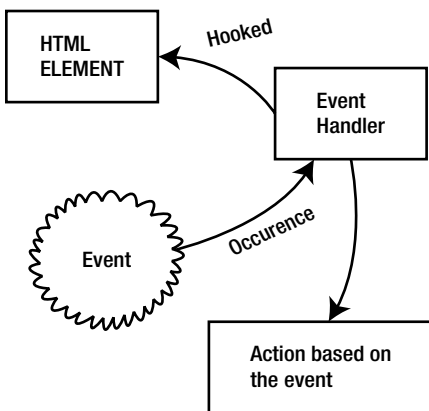 HTML
ELEMENT
Hooked
Event
Handler
Event
Occurence
Action based on
the event